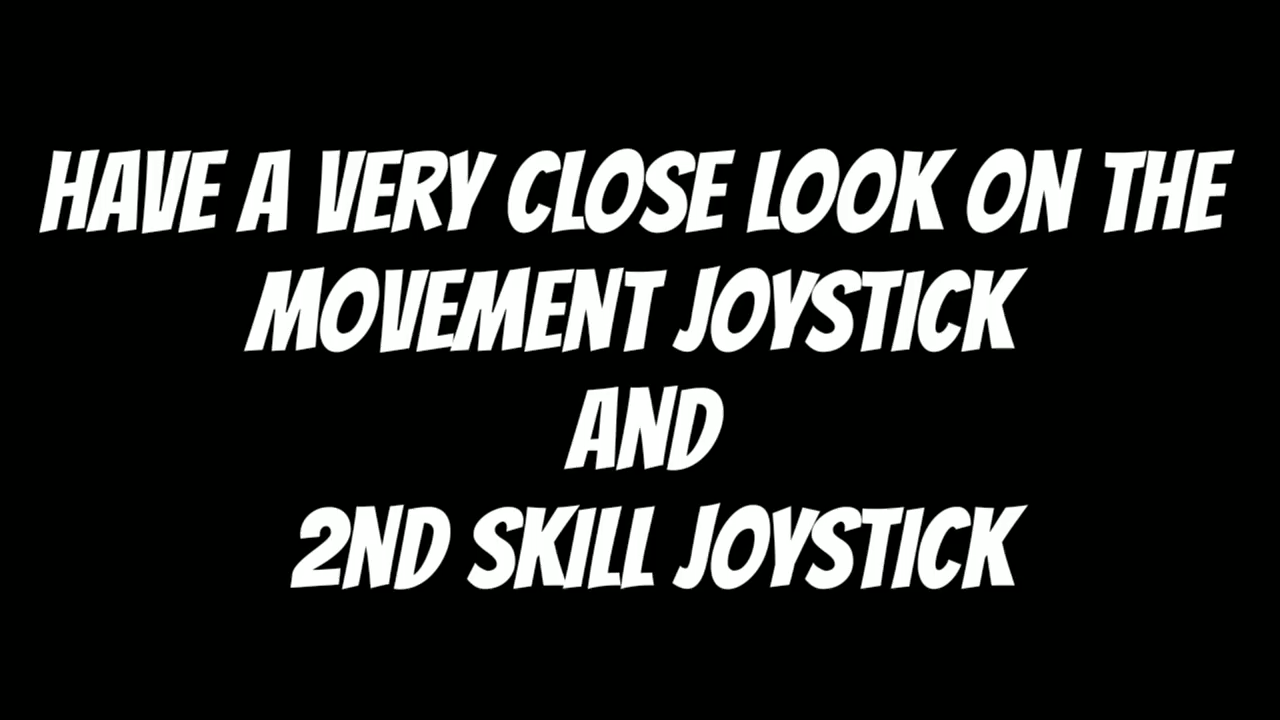 HAVE A VERY CLOSE LOOK ON THE
MOVEMENT JOYSTICK
AND
2ND SKILL JOYSTICK